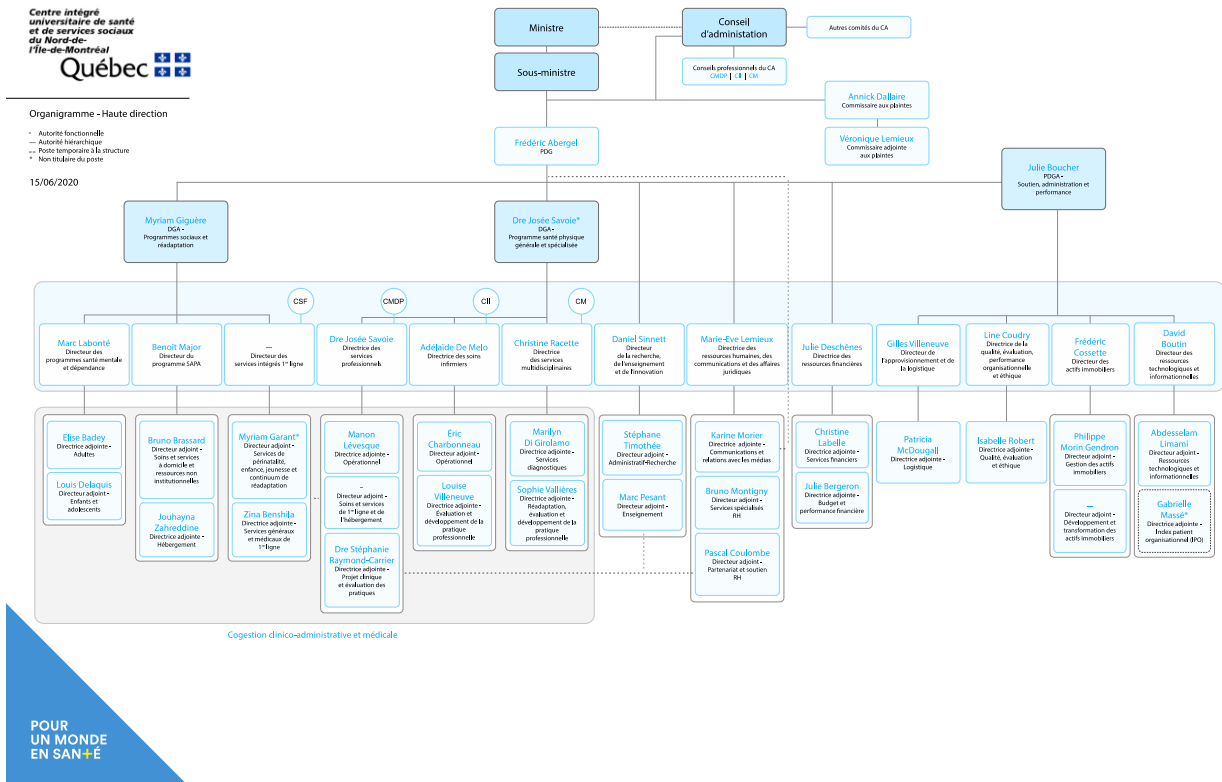 Centre intégré
universitaire de santé
et de services sociaux
du Nord-de-
l'Île-de-Montréal
Québec
Organigramme - Haute direction
- Autorité fonctionnelle
— Autorité hiérarchique
-- Poste temporaire à la structure
* Non titulaire du poste
15/06/2020
Ministre
Conseil
d'administration
Autres comités du CA
Sous-ministre
Conseils professionnels du CA
CMDP | CII | CM
Annick Dallaire
Commissaire aux plaintes
Véronique Lemieux
Commissaire adjointe
aux plaintes
Frédéric Abergel
PDG
Julie Boucher
PDGA -
Soutien, administration et
performance
Myriam Giguère
DGA -
Programmes sociaux et
réadaptation
Dre Josée Savoie*
DGA -
Programme santé physique
générale et spécialisée
CSF
CMDP
CII
CM
Marc Labonté
Directeur des
programmes santé mentale
et dépendance
Benoît Major
Directeur du
programme SAPA
—
Directeur des
services intégrés 1re ligne
Dre Josée Savoie
Directrice des
services
professionnels
Adélaïde De Melo
Directrice des soins
infirmiers
Christine Racette
Directrice
des services
multidisciplinaires
Daniel Sinnett
Directeur
de la recherche,
de l'enseignement
et de l'innovation
Marie-Eve Lemieux
Directrice des
ressources humaines, des
communications et des affaires
juridiques
Julie Deschênes
Directrice des
ressources financières
Gilles Villeneuve
Directeur de
l'approvisionnement et de
la logistique
Line Coudry
Directrice de la
qualité, évaluation,
performance
organisationnelle
et éthique
Frédéric
Cossette
Directeur des
actifs immobiliers
David
Boutin
Directeur des
ressources
technologiques et
informationnelles
Elise Badey
Directrice adjointe -
Adultes
Louis Delaquis
Directeur adjoint -
Enfants et
adolescents
Bruno Brassard
Directeur adjoint -
Soins et services
à domicile et
ressources non
institutionnelles
Jouhayna
Zahreddine
Directrice adjointe -
Hébergement
Myriam Garant*
Directeur adjoint -
Services de
périnatalité,
enfance, jeunesse et
continuum de
réadaptation
Zina Benshila
Directrice adjointe -
Services généraux
et médicaux de
1re ligne
Manon
Lévesque
Directrice adjointe -
Opérationnel
-
Directeur adjoint -
Soins et services
de 1re ligne et de
l'hébergement
Dre Stéphanie
Raymond-Carrier
Directrice adjointe -
Projet clinique
et évaluation des
pratiques
Éric
Charbonneau
Directeur adjoint -
Opérationnel
Louise
Villeneuve
Directrice adjointe -
Évaluation et
développement de la
pratique
professionnelle
Marilyn
Di Girolamo
Directrice adjointe -
Services
diagnostiques
Sophie Vallières
Directrice adjointe -
Réadaptation,
évaluation et
développement de la
pratique
professionnelle
Stéphane
Timothée
Directeur adjoint -
Administratif-Recherche
Marc Pesant
Directeur adjoint -
Enseignement
Karine Morier
Directrice adjointe -
Communications et
relations avec les médias
Bruno Montigny
Directeur adjoint -
Services spécialisés
RH
Pascal Coulombe
Directeur adjoint -
Partenariat et soutien
RH
Christine
Labelle
Directrice adjointe -
Services financiers
Julie Bergeron
Directrice adjointe -
Budget et
performance financière
Patricia
McDougall
Directrice adjointe -
Logistique
Isabelle Robert
Directrice adjointe -
Qualité, évaluation
et éthique
Philippe
Morin Gendron
Directeur adjoint -
Gestion des actifs
immobiliers
—
Directeur adjoint -
Développement et
transformation des
actifs immobiliers
Abdesselam
Limami
Directeur adjoint -
Ressources
technologiques et
informationnelles
Gabrielle
Massé*
Directrice adjointe -
Index patient
organisationnel (IPO)
Cogestion clinico-administrative et médicale
POUR
UN MONDE
EN SANTÉ